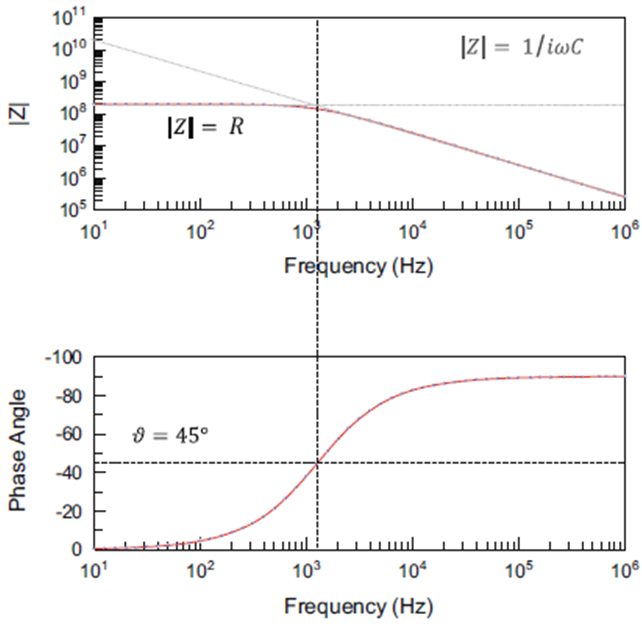 10¹¹
10¹⁰
10⁹
10⁸
10⁷
10⁶
10⁵
|Z|
|Z| = 1/iωC
|Z| = R
10¹ 10² 10³ 10⁴ 10⁵ 10⁶
Frequency (Hz)
-100
-80
-60
-40
-20
0
Phase Angle
ϑ = 45°
10¹ 10² 10³ 10⁴ 10⁵ 10⁶
Frequency (Hz)